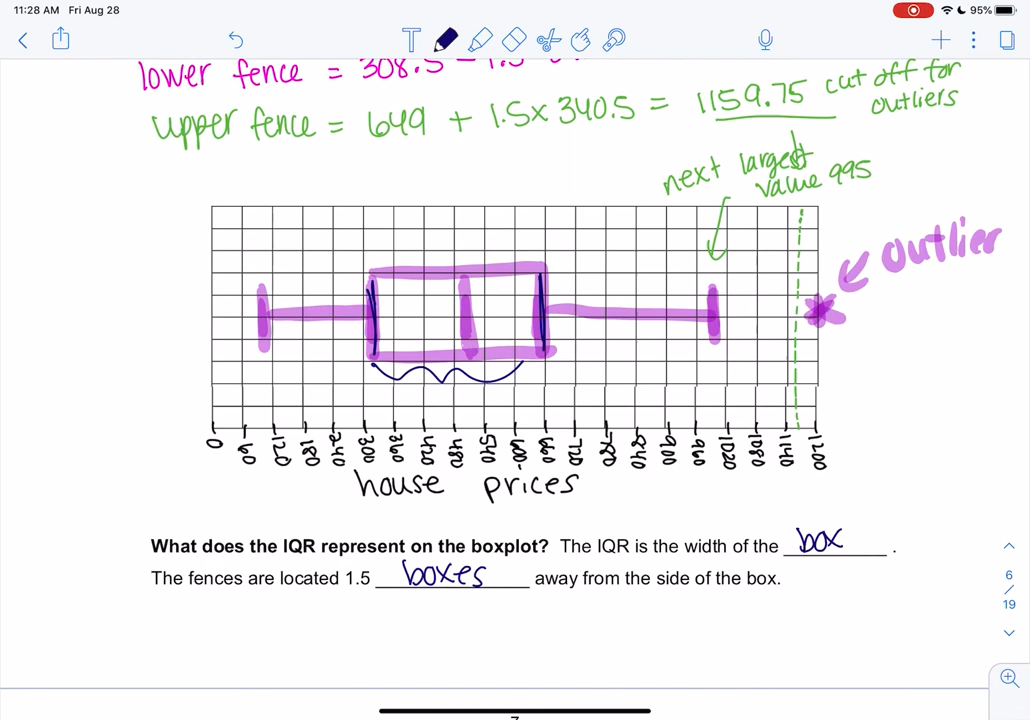 11:28 AM Fri Aug 28
95%
T
lower fence = 308.5 - 1.5
upper fence = 649 + 1.5 x 340.5 = 1159.75 cut off for
outliers
next largest
value 995
outlier
0 60 120 180 240 300 360 420 480 540 600 660 720 780 840 900 960 1020 1080 1140 1200
house prices
What does the IQR represent on the boxplot? The IQR is the width of the box .
The fences are located 1.5 boxes away from the side of the box.
6
/
19